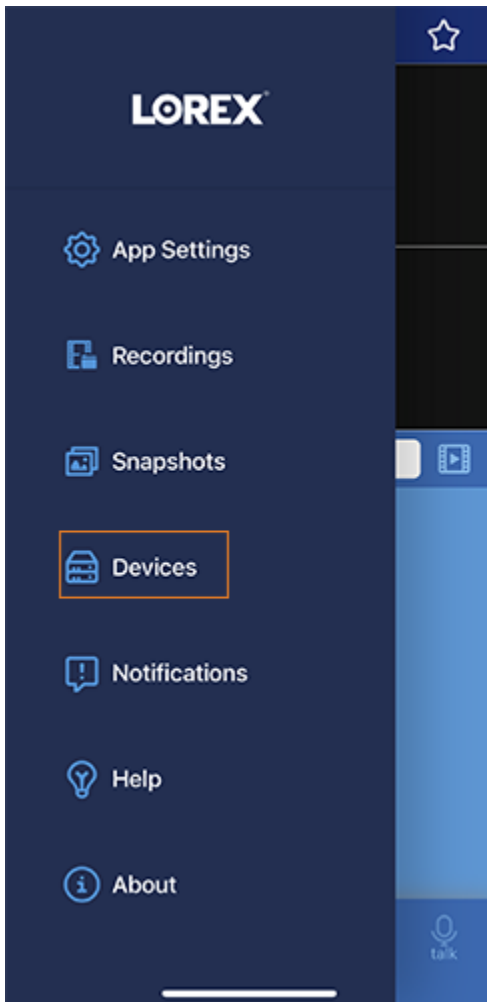 LOREX
App Settings
Recordings
Snapshots
Devices
Notifications
Help
About
talk